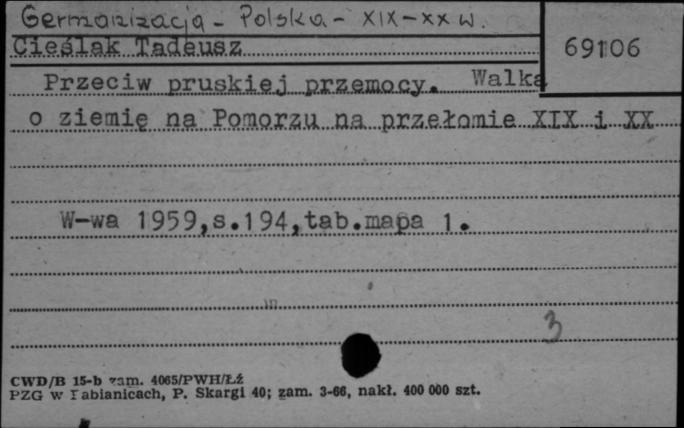 Germanizacja - Polska - XIX-XX w.
Cieślak Tadeusz
69106
Przeciw pruskiej przemocy. Walka
o ziemię na Pomorzu na przełomie XIX i XX
W-wa 1959,s.194,tab.mapa 1.
3
CWD/B 15-b zam. 4065/PWH/Łź
PZG w Pabianicach, P. Skargi 40; zam. 3-66, nakł. 400 000 szt.